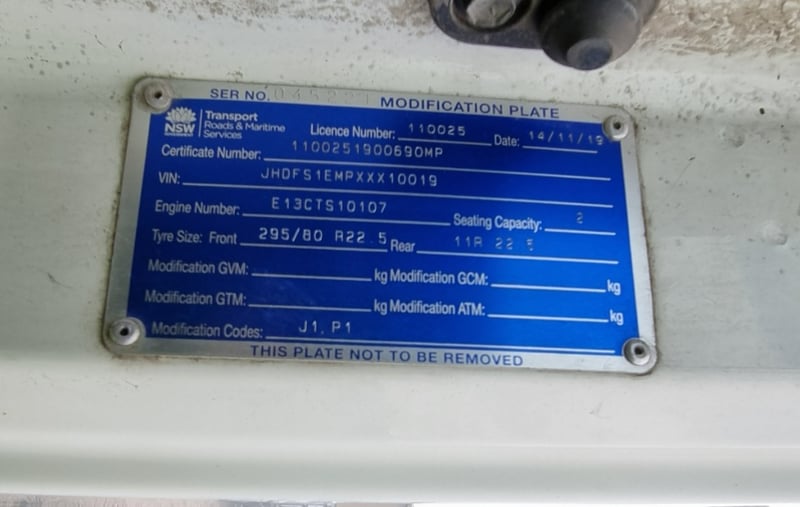 SER NO. MODIFICATION PLATE
NSW GOVERNMENT Transport Roads & Maritime Services
Licence Number: 110025 Date: 14/11/19
Certificate Number: 1100251900690MP
VIN: JHDFS1EMPXXX10019
Engine Number: E13CTS10107 Seating Capacity: 2
Tyre Size: Front 295/80 R22.5 Rear 11R 22 5
Modification GVM: kg Modification GCM: kg
Modification GTM: kg Modification ATM: kg
Modification Codes: J1, P1
THIS PLATE NOT TO BE REMOVED